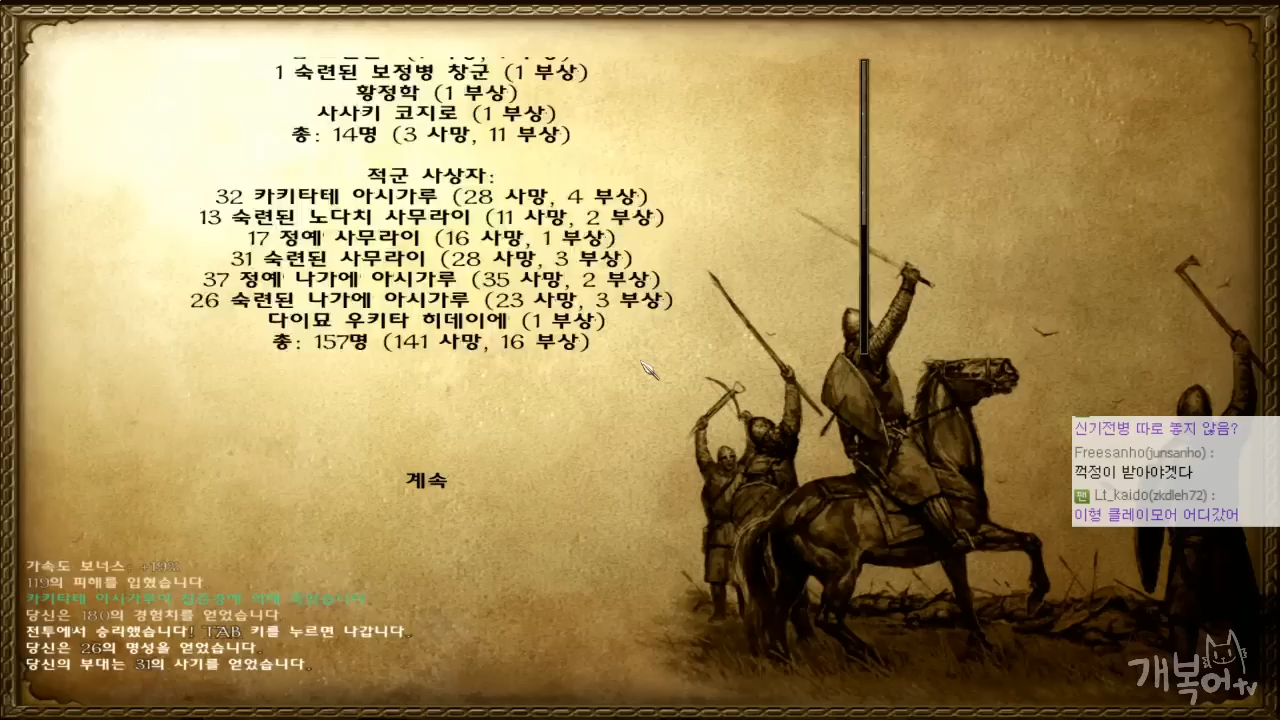 1 숙련된 보정병 창군 (1 부상)
황정학 (1 부상)
사사키 코지로 (1 부상)
총: 14명 (3 사망, 11 부상)
적군 사상자:
32 카키타테 아시가루 (28 사망, 4 부상)
13 숙련된 노다치 사무라이 (11 사망, 2 부상)
17 정예 사무라이 (16 사망, 1 부상)
31 숙련된 사무라이 (28 사망, 3 부상)
37 정예 나가에 아시가루 (35 사망, 2 부상)
26 숙련된 나가에 아시가루 (23 사망, 3 부상)
다이묘 우키타 히데이에 (1 부상)
총: 157명 (141 사망, 16 부상)
신기전병 따로 놓지 않음?
Freesanho(junsanho) :
꺽정이 받아야겟다
팬 Lt_kaido(zkdleh72) :
이형 클레이모어 어디갔어
계속
가속도 보너스: +19%
119의 피해를 입혔습니다
카키타테 아시가루이
당신은 180의 경험치를 얻었습니다
전투에서 승리했습니다! TAB 키를 누르면 나갑니다.
당신은 26의 명성을 얻었습니다.
당신의 부대는 31의 사기를 얻었습니다.
개복어tv